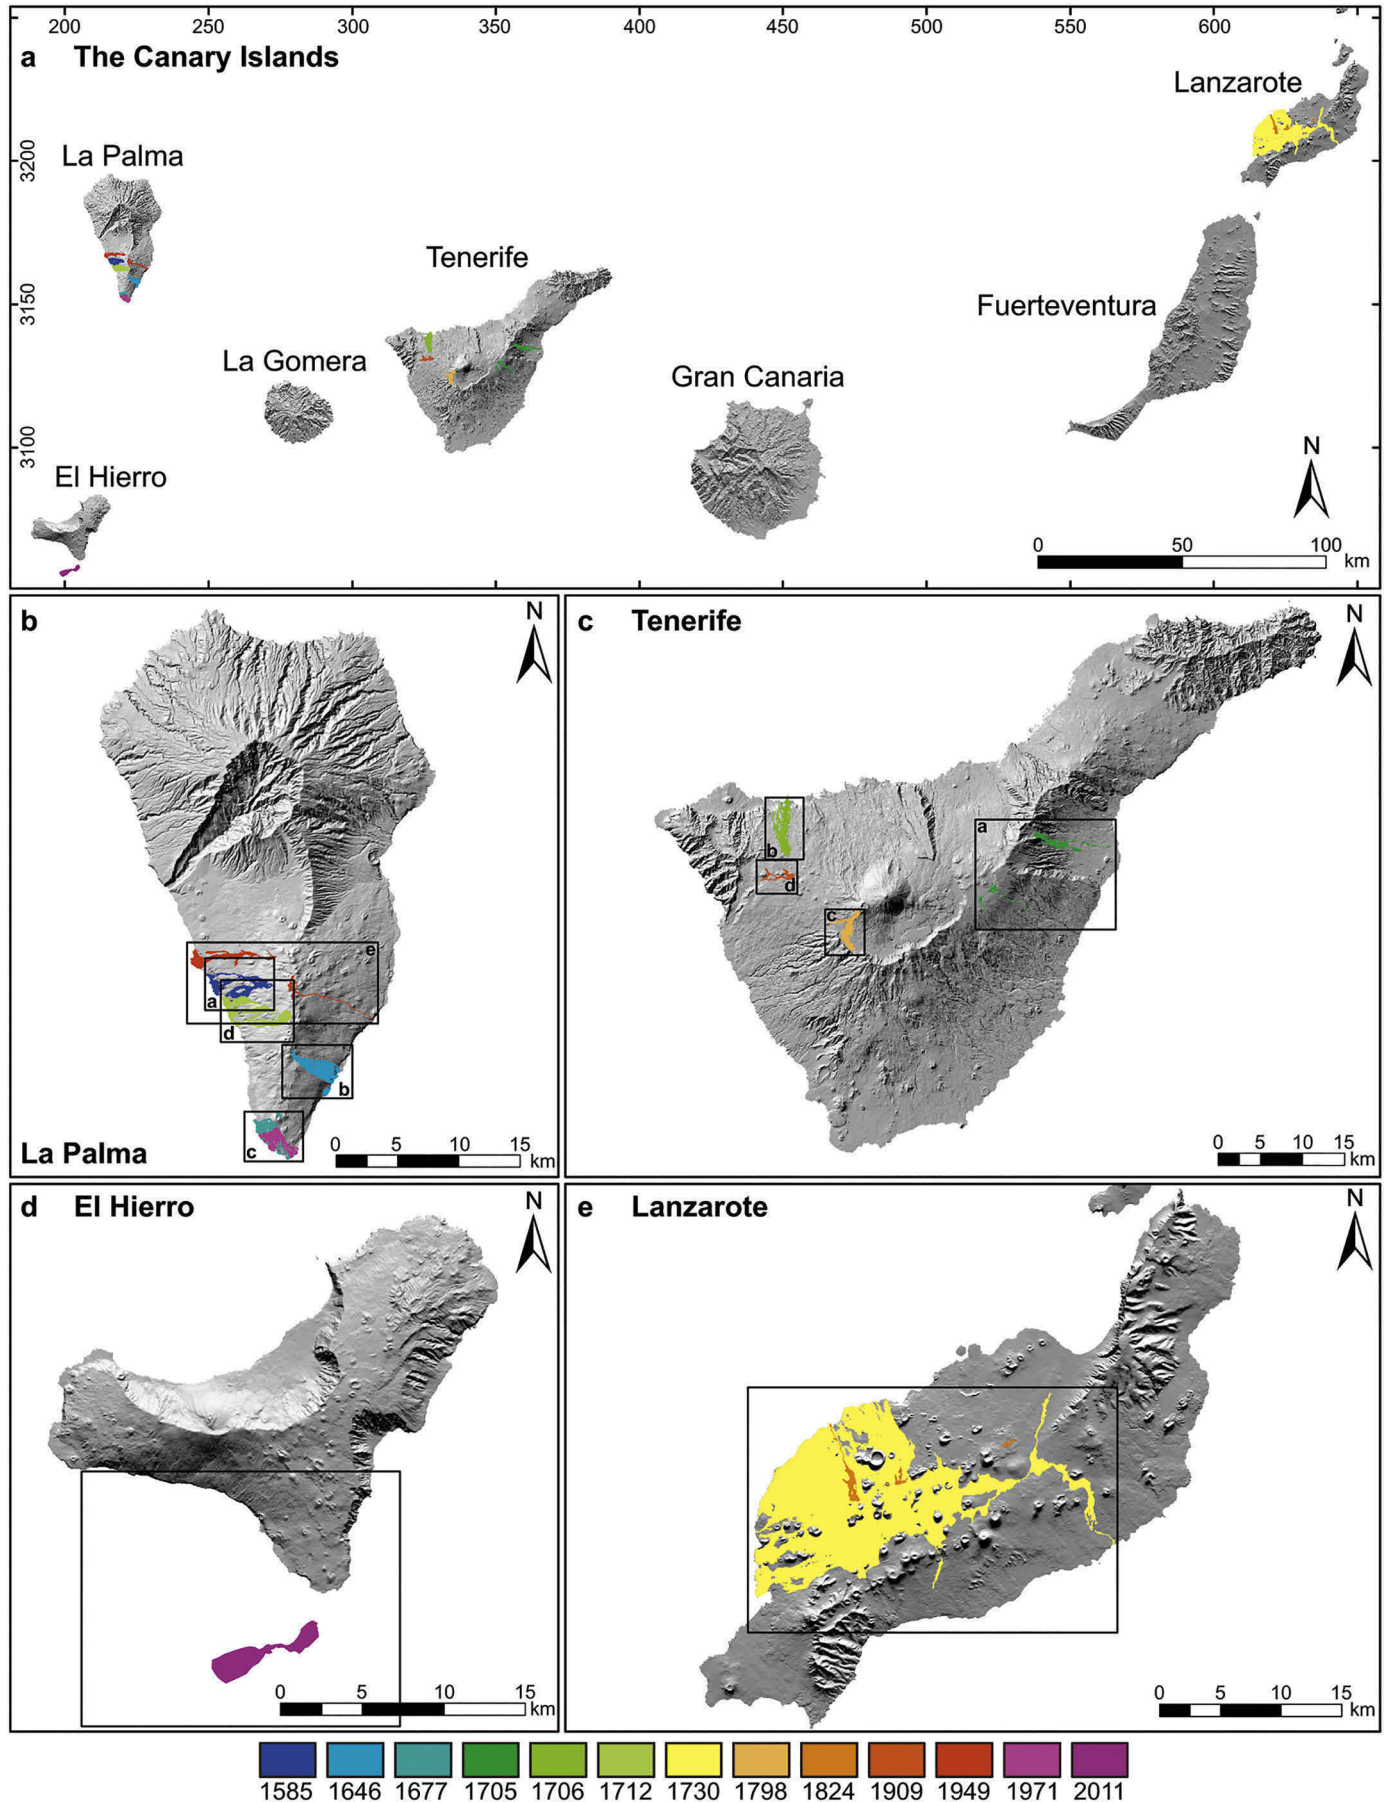 200 250 300 350 400 450 500 550 600
a The Canary Islands
Lanzarote
3200
La Palma
Tenerife
3150
Fuerteventura
La Gomera
Gran Canaria
3100
N
El Hierro
0 50 100
km
b
N
e
a
d
b
c
La Palma
0 5 10 15
km
c Tenerife
N
a
b
d
c
0 5 10 15
km
d El Hierro
N
0 5 10 15
km
e Lanzarote
N
0 5 10 15
km
1585 1646 1677 1705 1706 1712 1730 1798 1824 1909 1949 1971 2011